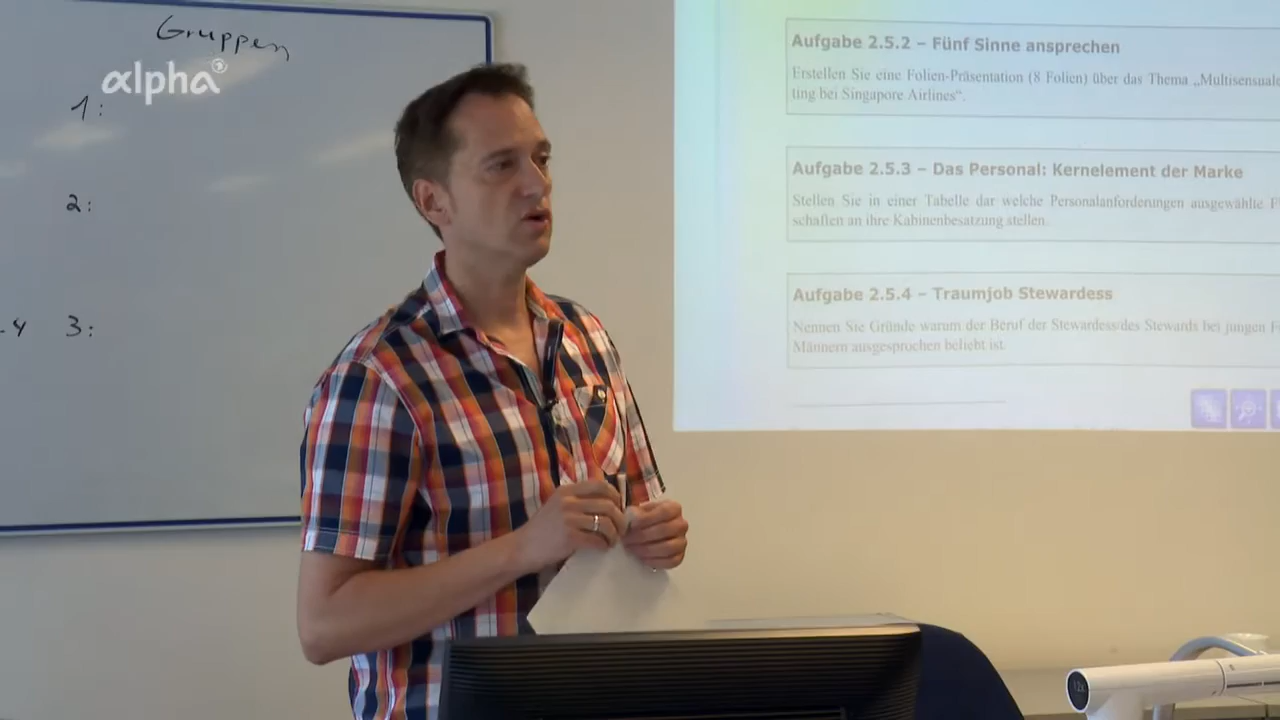 Gruppen
alpha
1:
2:
3:
Aufgabe 2.5.2 – Fünf Sinne ansprechen
Erstellen Sie eine Folien-Präsentation (8 Folien) über das Thema „Multisensuale
ting bei Singapore Airlines“.
Aufgabe 2.5.3 – Das Personal: Kernelement der Marke
Stellen Sie in einer Tabelle dar welche Personalanforderungen ausgewählte
schaften an ihre Kabinenbesatzung stellen.
Aufgabe 2.5.4 – Traumjob Stewardess
Nennen Sie Gründe warum der Beruf der Stewardess/des Stewards bei jungen
Männern ausgesprochen beliebt ist.